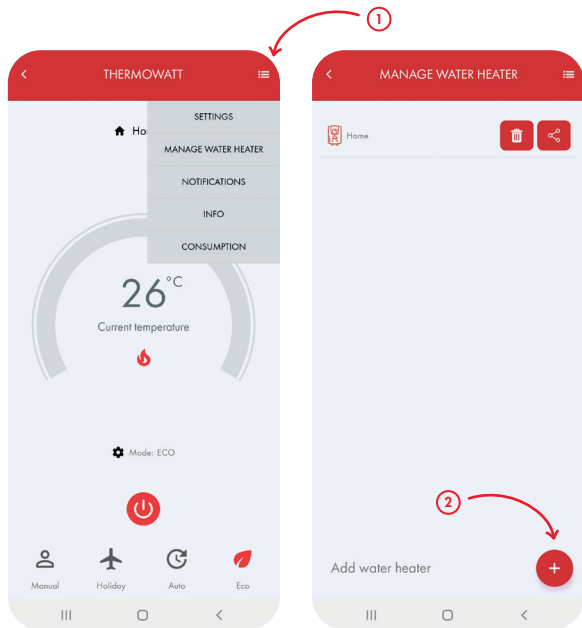 1
THERMOWATT
Ho
SETTINGS
MANAGE WATER HEATER
NOTIFICATIONS
INFO
CONSUMPTION
26°C
Current temperature
Mode: ECO
Manual
Holiday
Auto
Eco
MANAGE WATER HEATER
Home
2
Add water heater
+